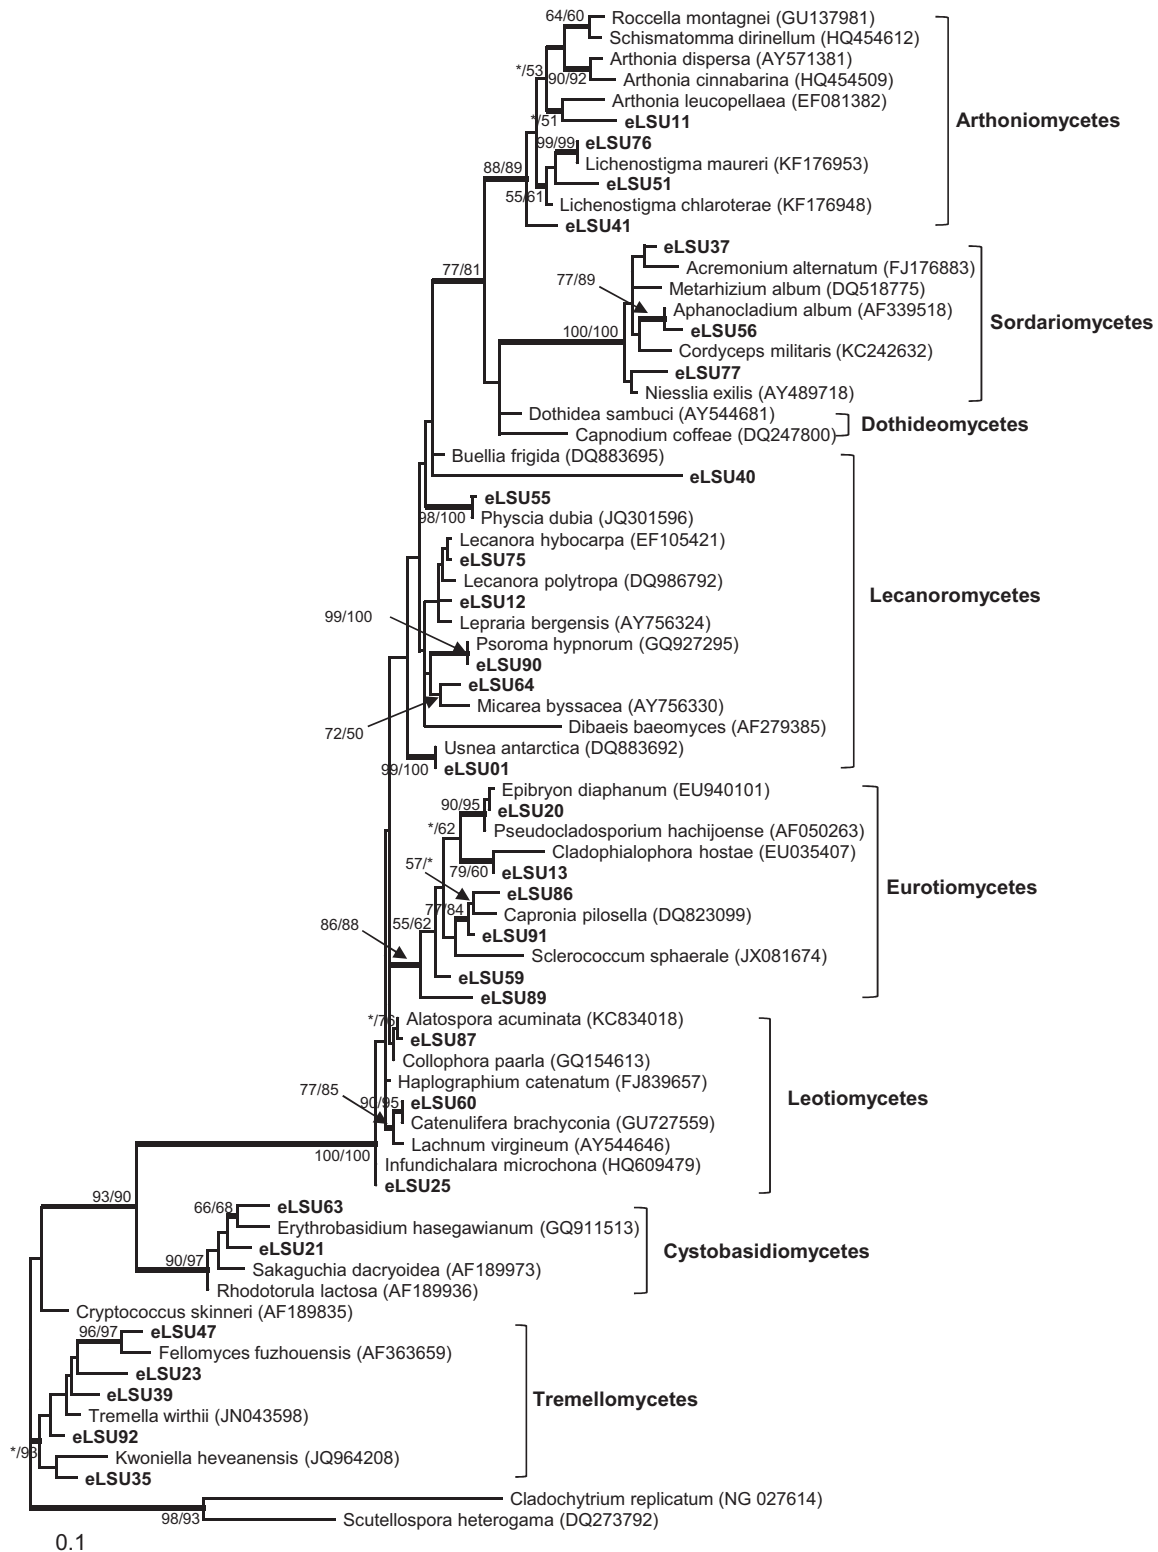 64/60
Roccella montagnei (GU137981)
Schismatomma dirinellum (HQ454612)
Arthonia dispersa (AY571381)
*/53
90/92
Arthonia cinnabarina (HQ454509)
Arthonia leucopellaea (EF081382)
*/51
eLSU11
Arthoniomycetes
99/99
eLSU76
Lichenostigma maureri (KF176953)
88/89
eLSU51
55/61
Lichenostigma chlaroterae (KF176948)
eLSU41
eLSU37
77/81
Acremonium alternatum (FJ176883)
77/89
Metarhizium album (DQ518775)
Aphanocladium album (AF339518)
Sordariomycetes
100/100
eLSU56
Cordyceps militaris (KC242632)
eLSU77
Niesslia exilis (AY489718)
Dothidea sambuci (AY544681)
Dothideomycetes
Capnodium coffeae (DQ247800)
Buellia frigida (DQ883695)
eLSU40
eLSU55
98/100
Physcia dubia (JQ301596)
Lecanora hybocarpa (EF105421)
eLSU75
Lecanora polytropa (DQ986792)
Lecanoromycetes
eLSU12
99/100
Lepraria bergensis (AY756324)
Psoroma hypnorum (GQ927295)
eLSU90
eLSU64
Micarea byssacea (AY756330)
72/50
Dibaeis baeomyces (AF279385)
Usnea antarctica (DQ883692)
99/100
eLSU01
Epibryon diaphanum (EU940101)
90/95
eLSU20
*/62
Pseudocladosporium hachijoense (AF050263)
Cladophialophora hostae (EU035407)
57/*
79/60
eLSU13
Eurotiomycetes
eLSU86
77/84
Capronia pilosella (DQ823099)
86/88
55/62
eLSU91
Sclerococcum sphaerale (JX081674)
eLSU59
eLSU89
*/76
Alatospora acuminata (KC834018)
eLSU87
Collophora paarla (GQ154613)
Haplographium catenatum (FJ839657)
77/85
Leotiomycetes
90/95
eLSU60
Catenulifera brachyconia (GU727559)
Lachnum virgineum (AY544646)
100/100
Infundichalara microchona (HQ609479)
eLSU25
93/90
66/68
eLSU63
Erythrobasidium hasegawianum (GQ911513)
eLSU21
Cystobasidiomycetes
90/97
Sakaguchia dacryoidea (AF189973)
Rhodotorula lactosa (AF189936)
Cryptococcus skinneri (AF189835)
96/97
eLSU47
Fellomyces fuzhouensis (AF363659)
eLSU23
eLSU39
Tremellomycetes
Tremella wirthii (JN043598)
eLSU92
*/93
Kwoniella heveanensis (JQ964208)
eLSU35
Cladochytrium replicatum (NG 027614)
98/93
Scutellospora heterogama (DQ273792)
0.1